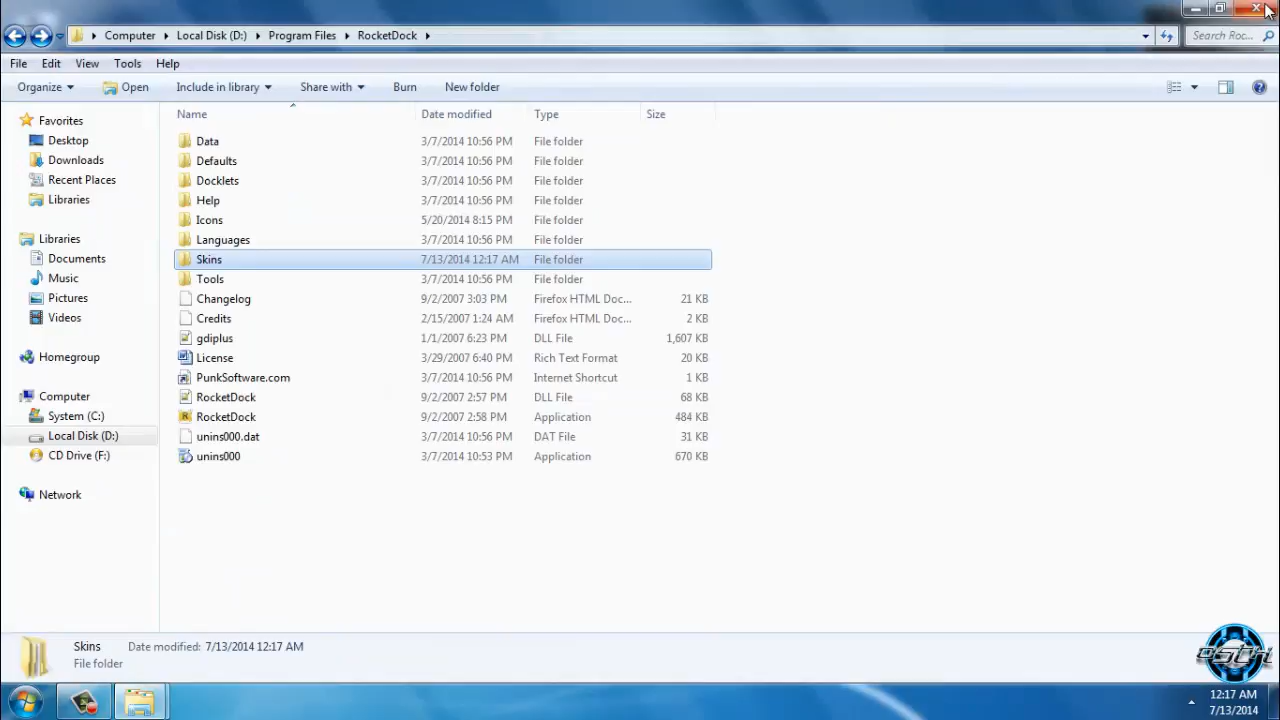 Computer Local Disk (D:) Program Files RocketDock
Search Roc...
File Edit View Tools Help
Organize Open Include in library Share with Burn New folder
Name Date modified Type Size
Favorites
Desktop
Downloads
Recent Places
Libraries
Libraries
Documents
Music
Pictures
Videos
Homegroup
Computer
System (C:)
Local Disk (D:)
CD Drive (F:)
Network
Data 3/7/2014 10:56 PM File folder
Defaults 3/7/2014 10:56 PM File folder
Docklets 3/7/2014 10:56 PM File folder
Help 3/7/2014 10:56 PM File folder
Icons 5/20/2014 8:15 PM File folder
Languages 3/7/2014 10:56 PM File folder
Skins 7/13/2014 12:17 AM File folder
Tools 3/7/2014 10:56 PM File folder
Changelog 9/2/2007 3:03 PM Firefox HTML Doc... 21 KB
Credits 2/15/2007 1:24 AM Firefox HTML Doc... 2 KB
gdiplus 1/1/2007 6:23 PM DLL File 1,607 KB
License 3/29/2007 6:40 PM Rich Text Format 20 KB
PunkSoftware.com 3/7/2014 10:56 PM Internet Shortcut 1 KB
RocketDock 9/2/2007 2:57 PM DLL File 68 KB
RocketDock 9/2/2007 2:58 PM Application 484 KB
unins000.dat 3/7/2014 10:56 PM DAT File 31 KB
unins000 3/7/2014 10:53 PM Application 670 KB
Skins Date modified: 7/13/2014 12:17 AM
File folder
12:17 AM
7/13/2014